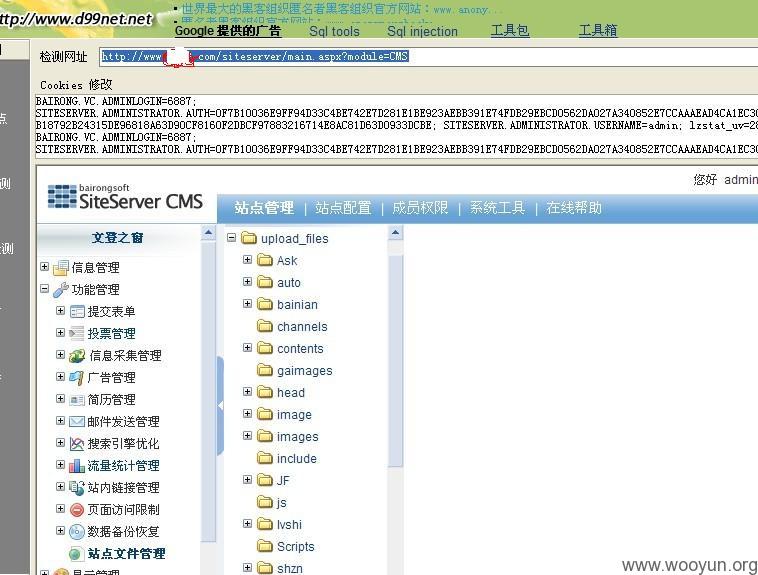 http://www.d99net.net
世界最大的黑客组织匿名者黑客组织官方网站：www.anony...
Google 提供的广告 Sql tools Sql injection 工具包 工具箱
检测网址 http://www. .com/siteserver/main.aspx?module=CMS
Cookies 修改
BAIRONG.VC.ADMINLOGIN=6887;
SITESERVER.ADMINISTRATOR.AUTH=0F7B10036E9FF94D33C4BE742E7D281E1BE923AEBB391E74FDB29EBCD0562DA027A340852E7CCAAAEAD4CA1EC30
B18792B24315DE96818A63D90CF8160F2DBCF97883216714E8AC81D63D0933DCBE; SITESERVER.ADMINISTRATOR.USERNAME=admin; lzstat_uv=28
BAIRONG.VC.ADMINLOGIN=6887;
SITESERVER.ADMINISTRATOR.AUTH=0F7B10036E9FF94D33C4BE742E7D281E1BE923AEBB391E74FDB29EBCD0562DA027A340852E7CCAAAEAD4CA1EC30
bairongsoft
SiteServer CMS
您好 admin
站点管理 | 站点配置 | 成员权限 | 系统工具 | 在线帮助
文登之窗
信息管理
功能管理
提交表单
投票管理
信息采集管理
广告管理
简历管理
邮件发送管理
搜索引擎优化
流量统计管理
站内链接管理
页面访问限制
数据备份恢复
站点文件管理
显示管理
upload_files
Ask
auto
bainian
channels
contents
gaimages
head
image
images
include
JF
js
lvshi
Scripts
shzn
www.wooyun.org